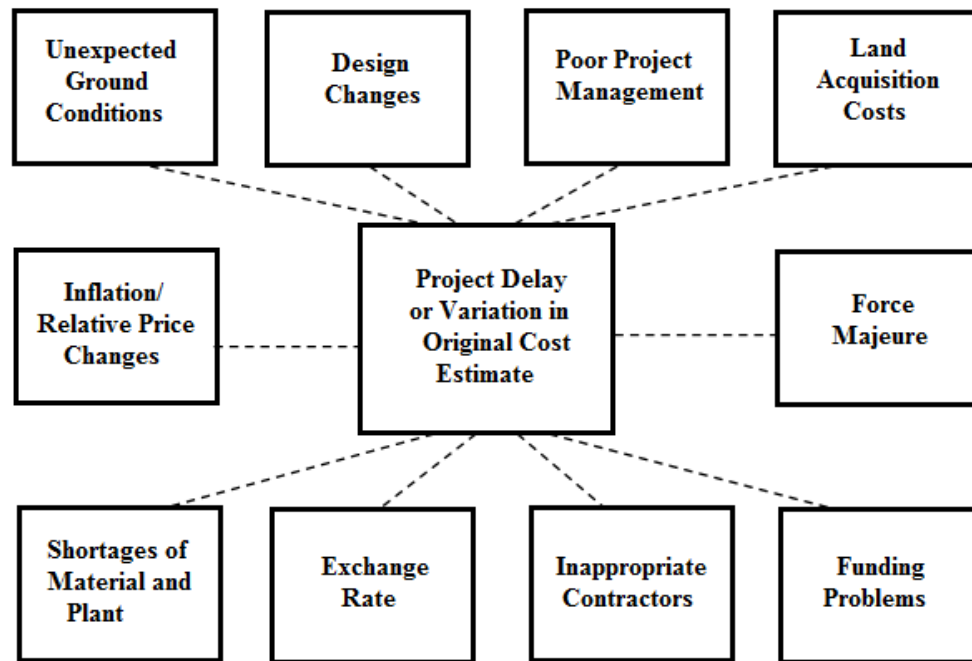 Unexpected
Ground
Conditions
Design
Changes
Poor Project
Management
Land
Acquisition
Costs
Inflation/
Relative Price
Changes
Project Delay
or Variation in
Original Cost
Estimate
Force
Majeure
Shortages of
Material and
Plant
Exchange
Rate
Inappropriate
Contractors
Funding
Problems